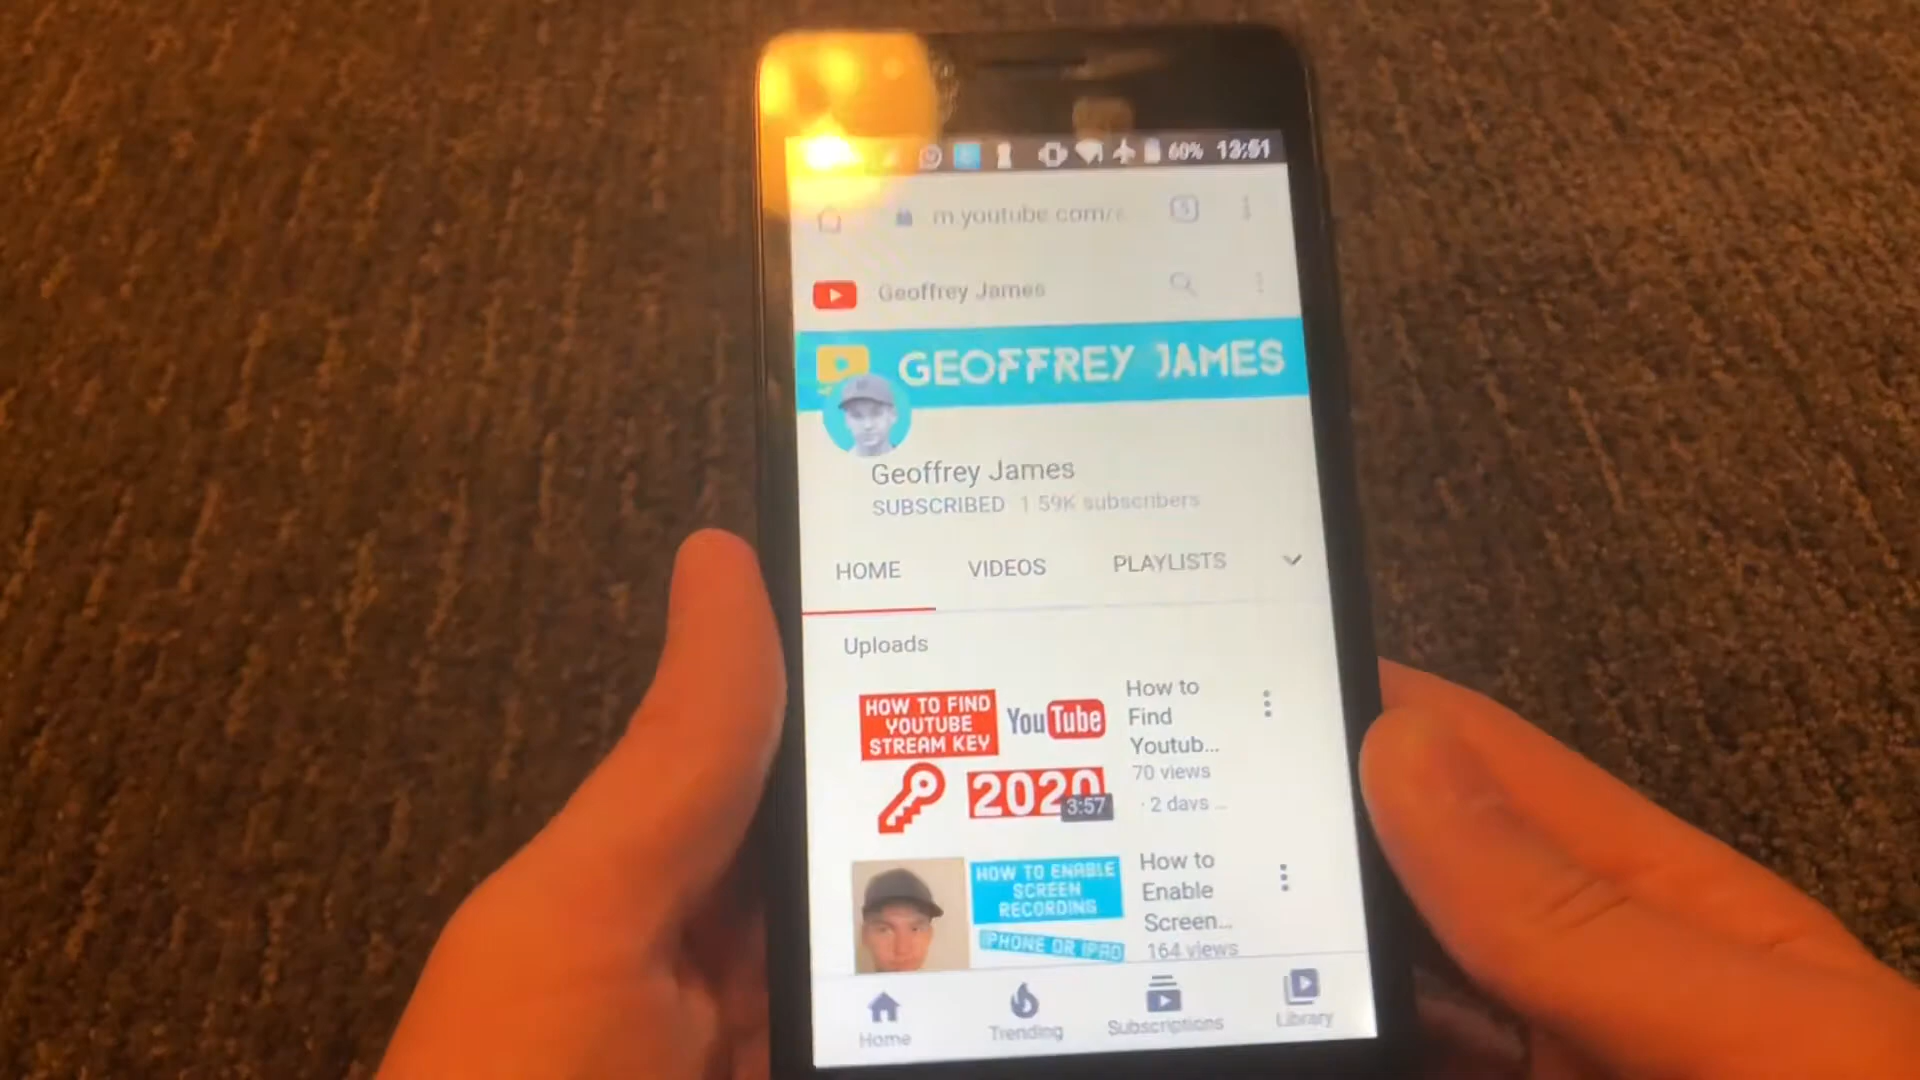 60% 13:51
m.youtube.com/
5
Geoffrey James
GEOFFREY JAMES
Geoffrey James
SUBSCRIBED 1.59K subscribers
HOME VIDEOS PLAYLISTS
Uploads
HOW TO FIND
YOUTUBE
STREAM KEY
YouTube
2020
3:57
How to
Find
Youtub...
70 views
· 2 days ...
HOW TO ENABLE
SCREEN
RECORDING
IPHONE OR IPAD
How to
Enable
Screen...
164 views
Home Trending Subscriptions Library